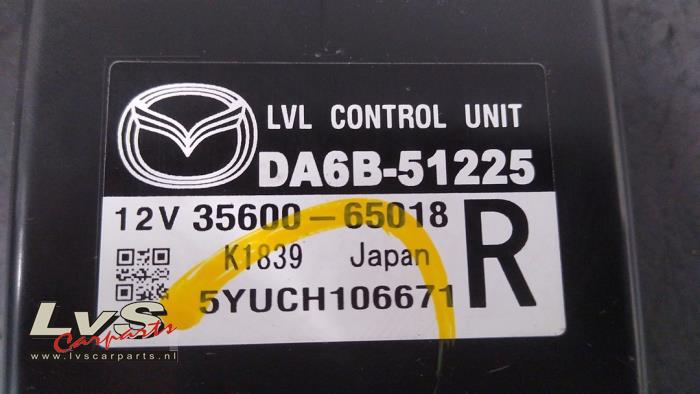 LVL CONTROL UNIT
DA6B-51225
12V 35600-65018 R
K1839 Japan
5YUCH106671
LvS
Carparts
www.lvscarparts.nl